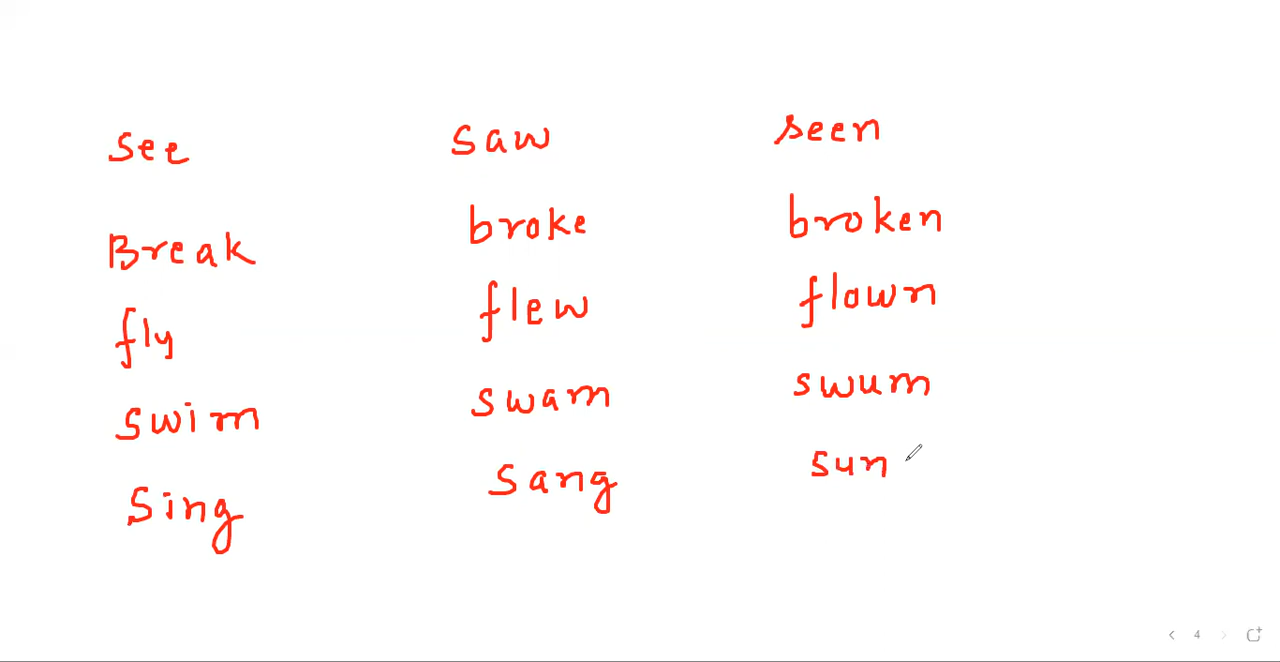 see saw seen
Break broke broken
fly flew flown
swim swam swum
Sing sang sun
4